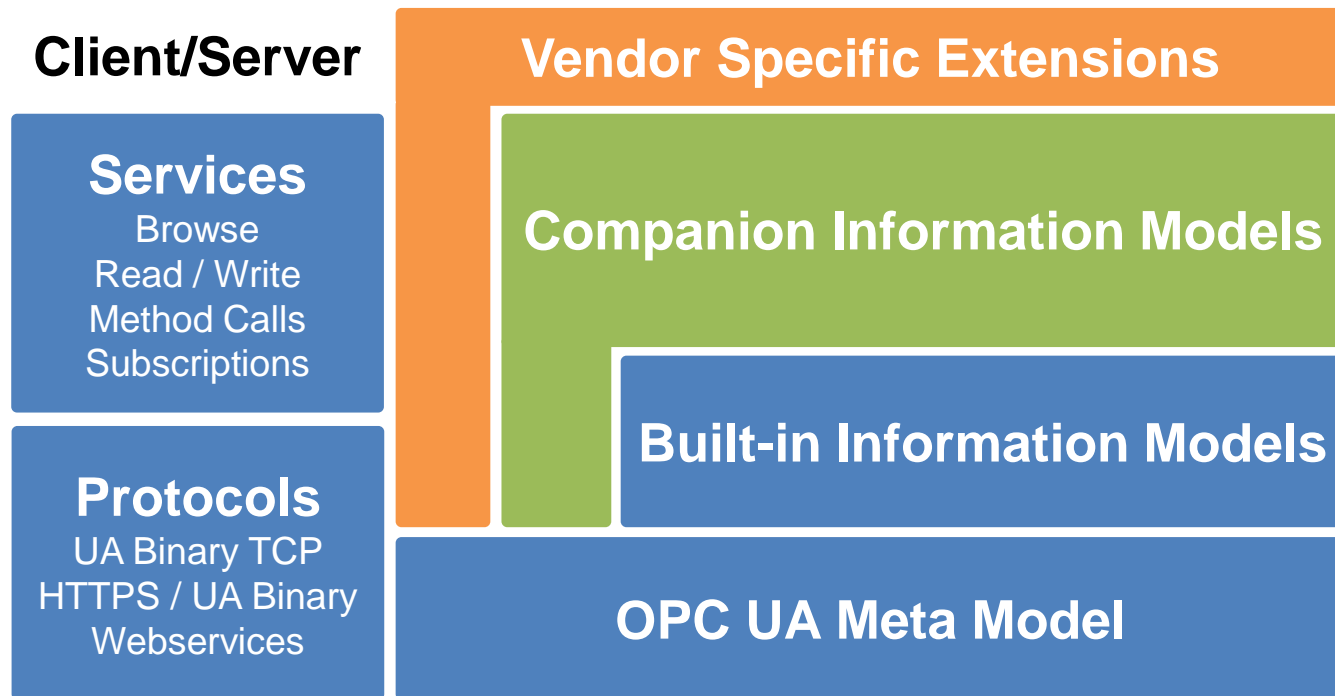 Client/Server
Services
Browse
Read / Write
Method Calls
Subscriptions
Protocols
UA Binary TCP
HTTPS / UA Binary
Webservices
Vendor Specific Extensions
Companion Information Models
Built-in Information Models
OPC UA Meta Model